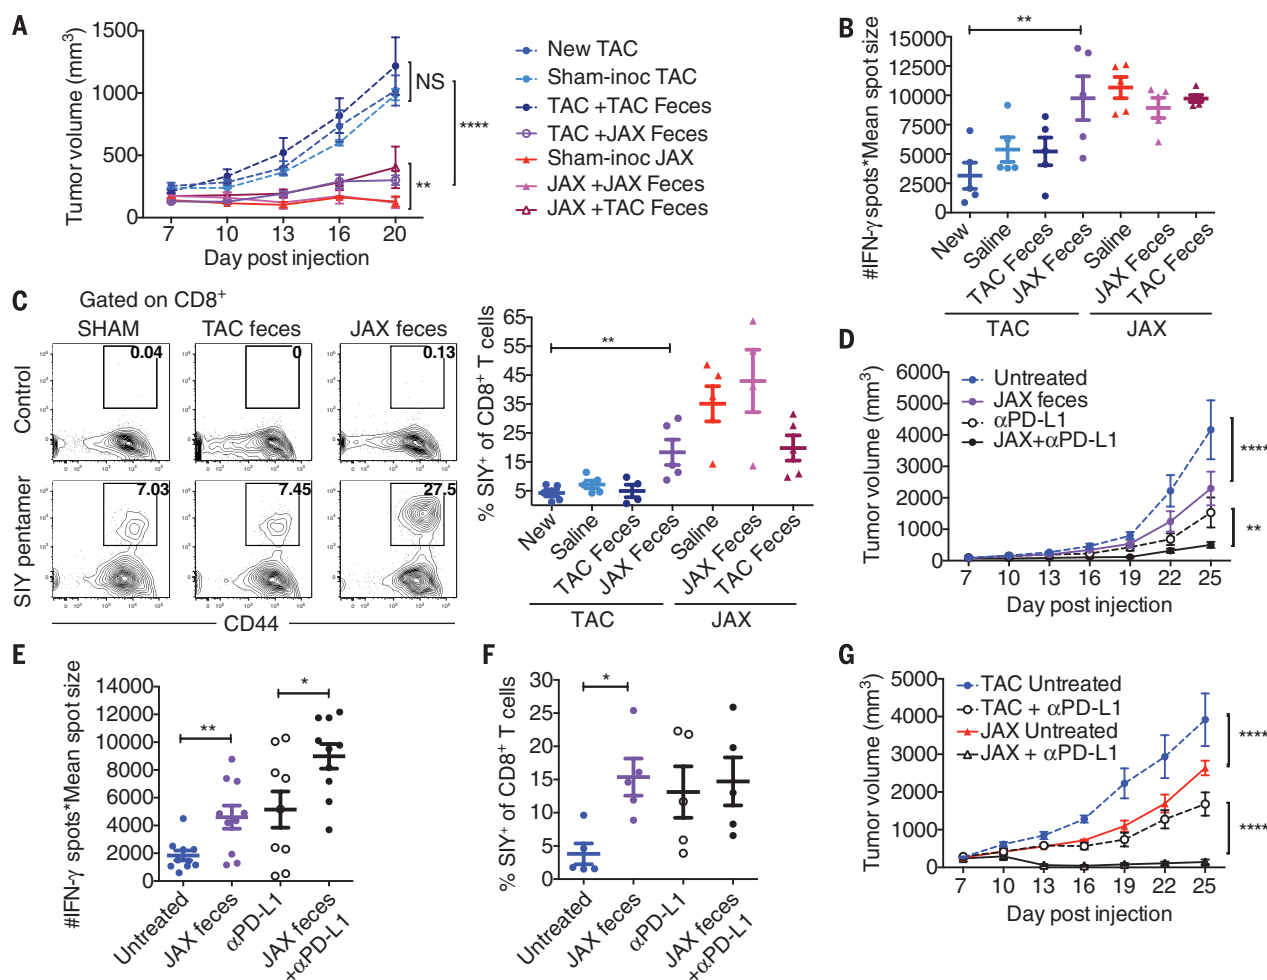 A
Tumor volume (mm³)
1500
1000
500
0
7 10 13 16 20
Day post injection
NS
****
**
New TAC
Sham-inoc TAC
TAC +TAC Feces
TAC +JAX Feces
Sham-inoc JAX
JAX +JAX Feces
JAX +TAC Feces
B
#IFN-γ spots*Mean spot size
15000
12500
10000
7500
5000
2500
0
**
New
Saline
TAC Feces
JAX Feces
Saline
JAX Feces
TAC Feces
TAC JAX
C
Gated on CD8⁺
SHAM TAC feces JAX feces
Control
0.04 0 0.13
SIY pentamer
7.03 7.45 27.5
CD44
% SIY⁺ of CD8⁺ T cells
65
55
45
35
25
15
5
**
New
Saline
TAC Feces
JAX Feces
Saline
JAX Feces
TAC Feces
TAC JAX
D
Tumor volume (mm³)
6000
5000
4000
3000
2000
1000
0
Untreated
JAX feces
αPD-L1
JAX+αPD-L1
****
**
7 10 13 16 19 22 25
Day post injection
E
#IFN-γ spots*Mean spot size
14000
12000
10000
8000
6000
4000
2000
0
**
*
Untreated
JAX feces
αPD-L1
JAX feces
+αPD-L1
F
% SIY⁺ of CD8⁺ T cells
30
25
20
15
10
5
0
*
Untreated
JAX feces
αPD-L1
JAX feces
+αPD-L1
G
Tumor volume (mm³)
5000
4000
3000
2000
1000
0
TAC Untreated
TAC + αPD-L1
JAX Untreated
JAX + αPD-L1
****
****
7 10 13 16 19 22 25
Day post injection